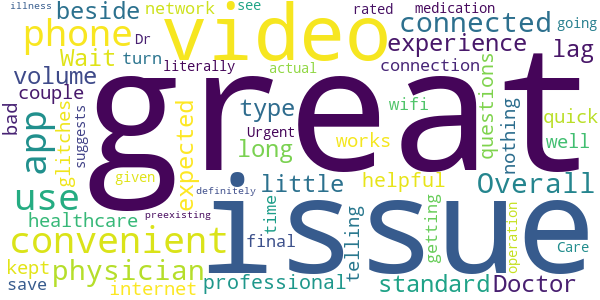 illness
beside
network
see
rated
medication
going
phone
video
connected
Dr
turn
experience
lag
Wait
literally
actual
connection
volume
couple
great
bad
app
glitches
suggests
expected
type
Urgent
long
wifi
works
questions
nothing
quick
well
given
definitely
little
helpful
Overall
use
issue
healthcare
preexisting
time
telling
getting
operation
convenient
final
Care
kept
physician
professional
standard
Doctor
save
internet